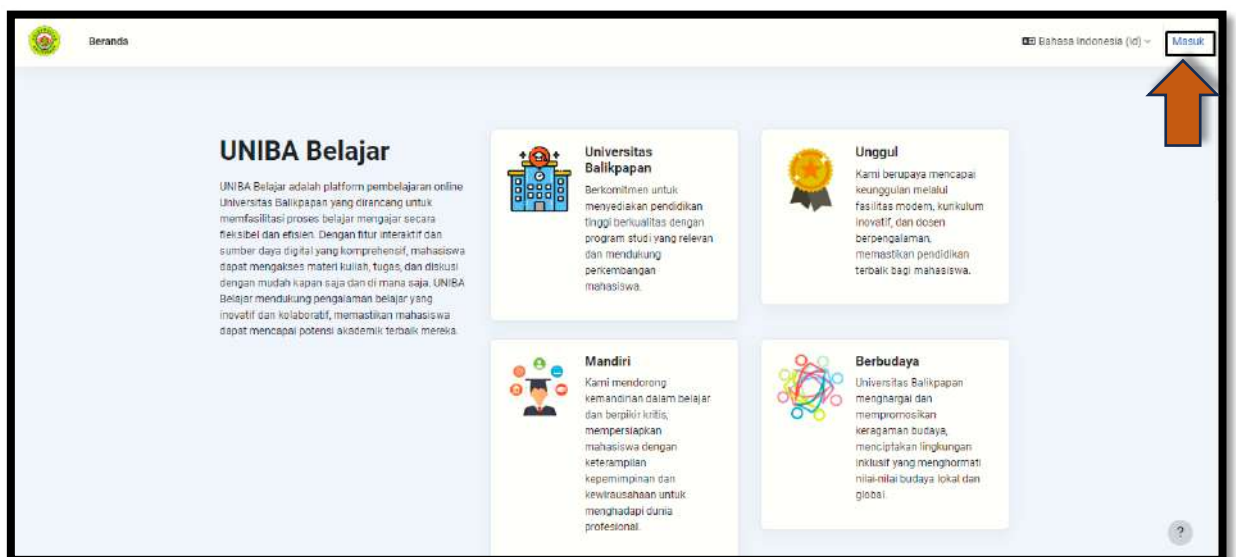 Beranda
Bahasa Indonesia (id)
Masuk
UNIBA Belajar
UNIBA Belajar adalah platform pembelajaran online
Universitas Balikpapan yang dirancang untuk
memfasilitasi proses belajar mengajar secara
fleksibel dan efisien. Dengan fitur interaktif dan
sumber daya digital yang komprehensif, mahasiswa
dapat mengakses materi kuliah, tugas, dan diskusi
dengan mudah kapan saja dan di mana saja. UNIBA
Belajar mendukung pengalaman belajar yang
inovatif dan kolaboratif, memastikan mahasiswa
dapat mencapai potensi akademik terbaik mereka.
Universitas
Balikpapan
Berkomitmen untuk
menyediakan pendidikan
tinggi berkualitas dengan
program studi yang relevan
dan mendukung
perkembangan
mahasiswa.
Unggul
Kami berupaya mencapai
keunggulan melalui
fasilitas modern, kurikulum
inovatif, dan dosen
berpengalaman,
memastikan pendidikan
terbaik bagi mahasiswa.
Mandiri
Kami mendorong
kemandirian dalam belajar
dan berpikir kritis,
mempersiapkan
mahasiswa dengan
keterampilan
kepemimpinan dan
kewirausahaan untuk
menghadapi dunia
profesional.
Berbudaya
Universitas Balikpapan
menghargai dan
mempromosikan
keragaman budaya,
menciptakan lingkungan
inklusif yang menghormati
nilai-nilai budaya lokal dan
global.
?